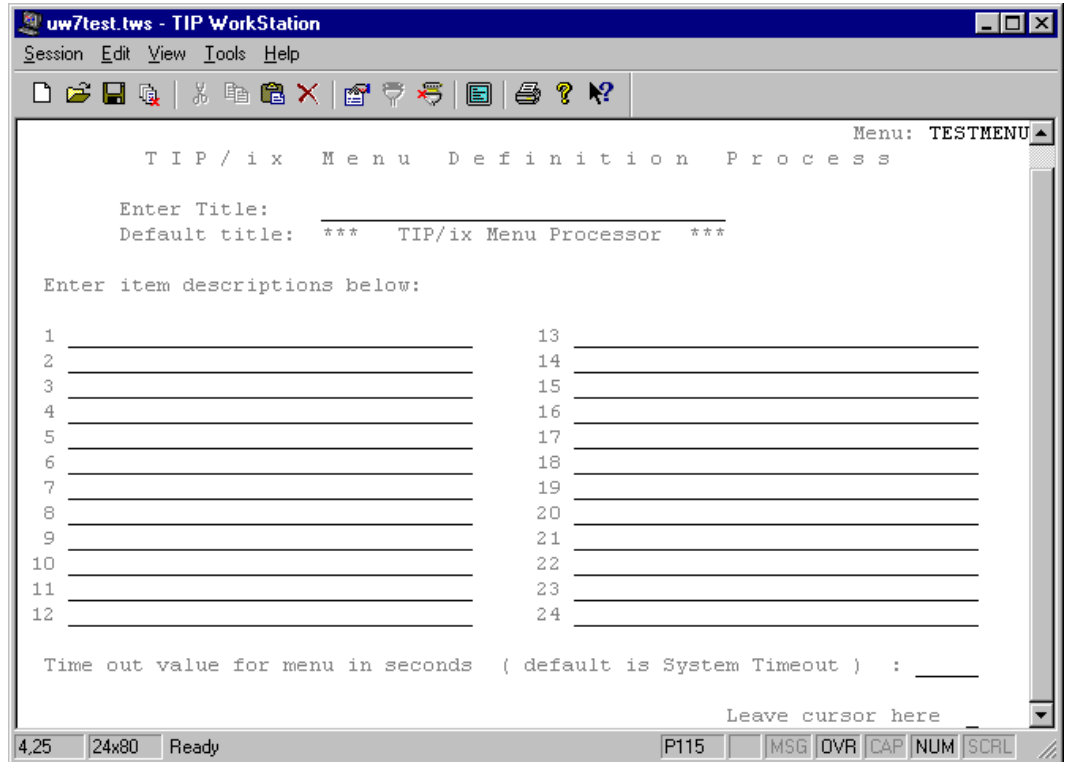 uw7test.tws - TIP WorkStation
Session Edit View Tools Help
Menu: TESTMENU
T I P / i x   M e n u   D e f i n i t i o n   P r o c e s s
Enter Title:
Default title: *** TIP/ix Menu Processor ***
Enter item descriptions below:
1 13
2 14
3 15
4 16
5 17
6 18
7 19
8 20
9 21
10 22
11 23
12 24
Time out value for menu in seconds ( default is System Timeout ) :
Leave cursor here
4,25 24x80 Ready P115 MSG OVR CAP NUM SCRL